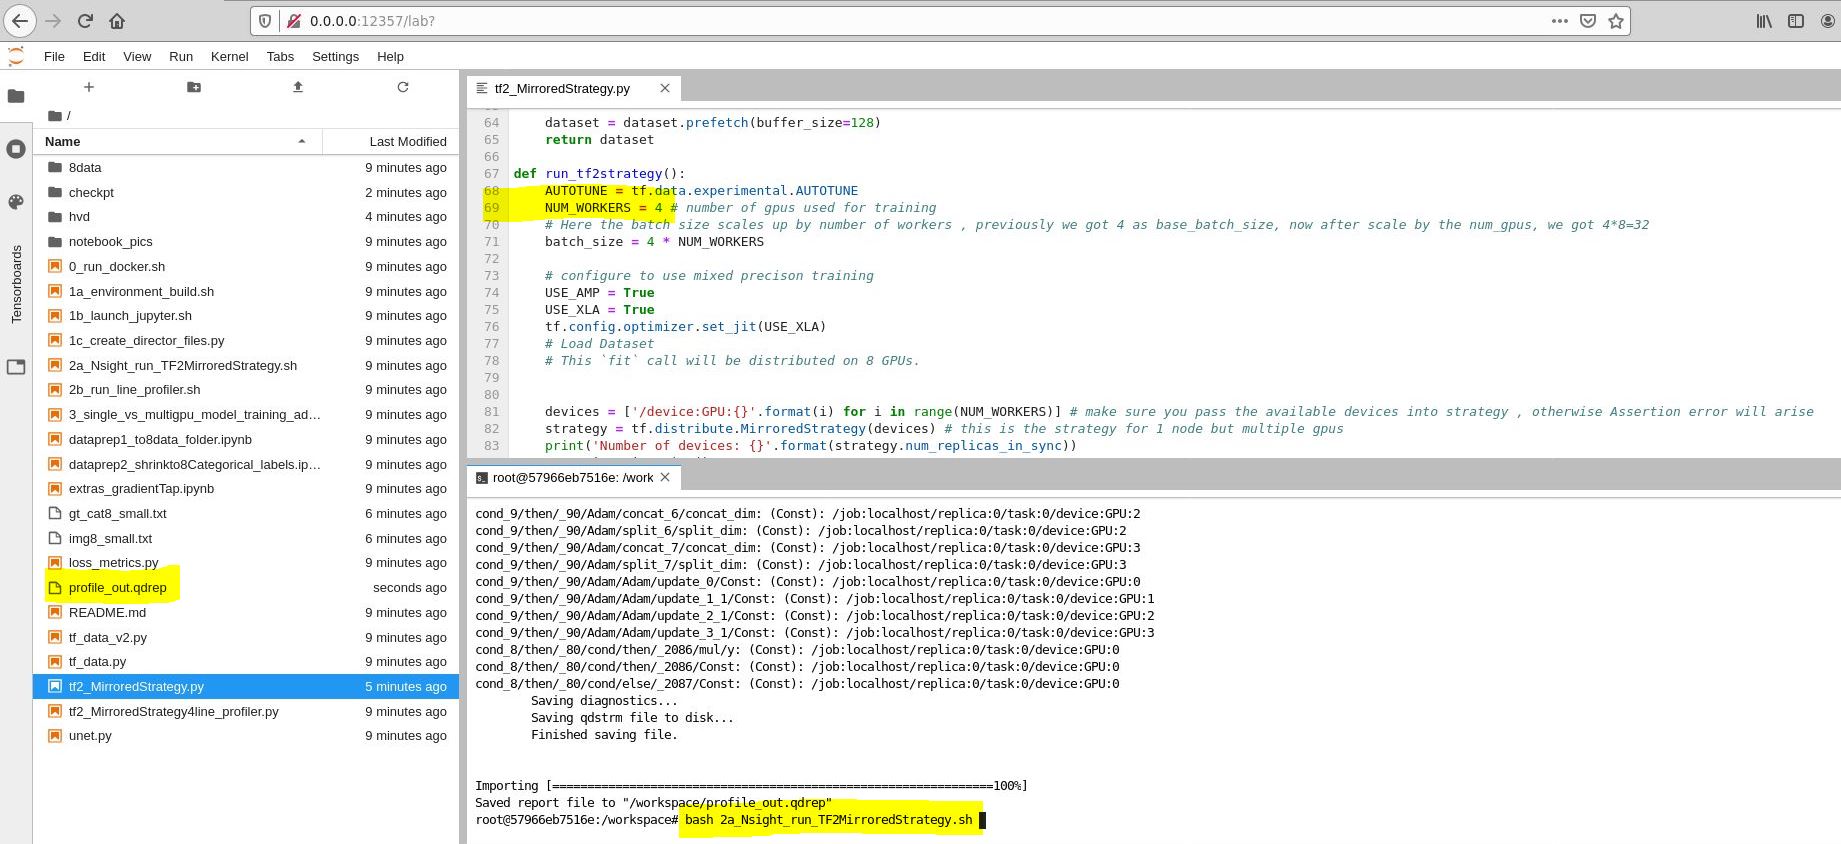 0.0.0.0:12357/lab?
File Edit View Run Kernel Tabs Settings Help
/
Name Last Modified
8data 9 minutes ago
checkpt 2 minutes ago
hvd 4 minutes ago
notebook_pics 9 minutes ago
0_run_docker.sh 9 minutes ago
1a_environment_build.sh 9 minutes ago
1b_launch_jupyter.sh 9 minutes ago
1c_create_director_files.py 9 minutes ago
2a_Nsight_run_TF2MirroredStrategy.sh 9 minutes ago
2b_run_line_profiler.sh 9 minutes ago
3_single_vs_multigpu_model_training_ad... 9 minutes ago
dataprep1_to8data_folder.ipynb 9 minutes ago
dataprep2_shrinkto8Categorical_labels.ip... 9 minutes ago
extras_gradientTap.ipynb 9 minutes ago
gt_cat8_small.txt 6 minutes ago
img8_small.txt 6 minutes ago
loss_metrics.py 9 minutes ago
profile_out.qdrep seconds ago
README.md 9 minutes ago
tf_data_v2.py 9 minutes ago
tf_data.py 9 minutes ago
tf2_MirroredStrategy.py 5 minutes ago
tf2_MirroredStrategy4line_profiler.py 9 minutes ago
unet.py 9 minutes ago
Tensorboards
tf2_MirroredStrategy.py
64 dataset = dataset.prefetch(buffer_size=128)
65 return dataset
66
67 def run_tf2strategy():
68 AUTOTUNE = tf.data.experimental.AUTOTUNE
69 NUM_WORKERS = 4 # number of gpus used for training
70 # Here the batch size scales up by number of workers , previously we got 4 as base_batch_size, now after scale by the num_gpus, we got 4*8=32
71 batch_size = 4 * NUM_WORKERS
72
73 # configure to use mixed precison training
74 USE_AMP = True
75 USE_XLA = True
76 tf.config.optimizer.set_jit(USE_XLA)
77 # Load Dataset
78 # This `fit` call will be distributed on 8 GPUs.
79
80
81 devices = ['/device:GPU:{}'.format(i) for i in range(NUM_WORKERS)] # make sure you pass the available devices into strategy , otherwise Assertion error will arise
82 strategy = tf.distribute.MirroredStrategy(devices) # this is the strategy for 1 node but multiple gpus
83 print('Number of devices: {}'.format(strategy.num_replicas_in_sync))
root@57966eb7516e: /work
cond_9/then/_90/Adam/concat_6/concat_dim: (Const): /job:localhost/replica:0/task:0/device:GPU:2
cond_9/then/_90/Adam/split_6/split_dim: (Const): /job:localhost/replica:0/task:0/device:GPU:2
cond_9/then/_90/Adam/concat_7/concat_dim: (Const): /job:localhost/replica:0/task:0/device:GPU:3
cond_9/then/_90/Adam/split_7/split_dim: (Const): /job:localhost/replica:0/task:0/device:GPU:3
cond_9/then/_90/Adam/Adam/update_0/Const: (Const): /job:localhost/replica:0/task:0/device:GPU:0
cond_9/then/_90/Adam/Adam/update_1_1/Const: (Const): /job:localhost/replica:0/task:0/device:GPU:1
cond_9/then/_90/Adam/Adam/update_2_1/Const: (Const): /job:localhost/replica:0/task:0/device:GPU:2
cond_9/then/_90/Adam/Adam/update_3_1/Const: (Const): /job:localhost/replica:0/task:0/device:GPU:3
cond_8/then/_80/cond/then/_2086/mul/y: (Const): /job:localhost/replica:0/task:0/device:GPU:0
cond_8/then/_80/cond/then/_2086/Const: (Const): /job:localhost/replica:0/task:0/device:GPU:0
cond_8/then/_80/cond/else/_2087/Const: (Const): /job:localhost/replica:0/task:0/device:GPU:0
Saving diagnostics...
Saving qdstrm file to disk...
Finished saving file.
Importing [===============================================================100%]
Saved report file to "/workspace/profile_out.qdrep"
root@57966eb7516e:/workspace# bash 2a_Nsight_run_TF2MirroredStrategy.sh